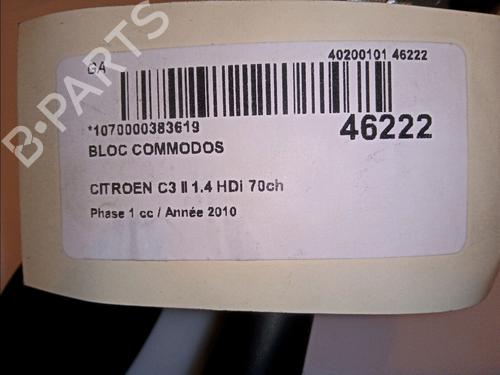 GA
40200101 46222
*1070000383619
46222
BLOC COMMODOS
CITROEN C3 II 1.4 HDi 70ch
Phase 1 cc / Année 2010
B-PARTS